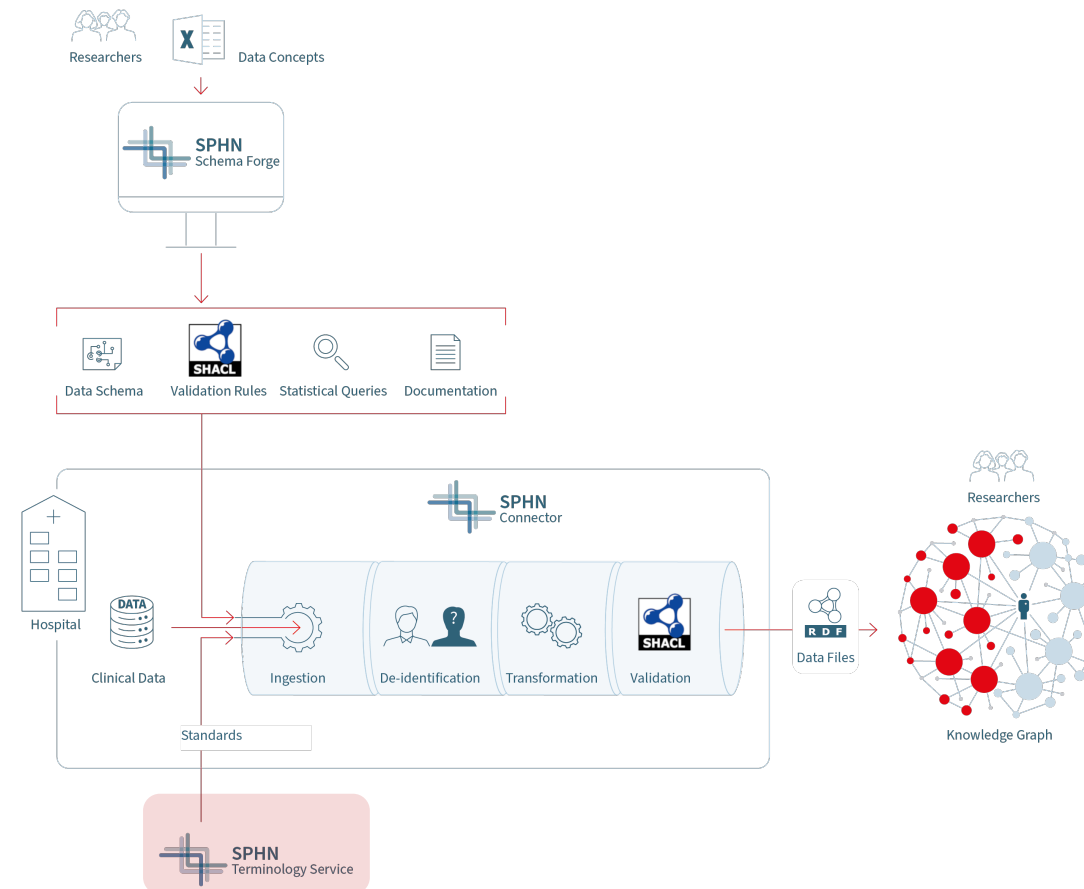 Researchers
Data Concepts
X
SPHN
Schema Forge
SHACL
Data Schema
Validation Rules
Statistical Queries
Documentation
SPHN
Connector
Researchers
Hospital
DATA
Clinical Data
?
SHACL
Ingestion
De-identification
Transformation
Validation
RDF
Data Files
Knowledge Graph
Standards
SPHN
Terminology Service